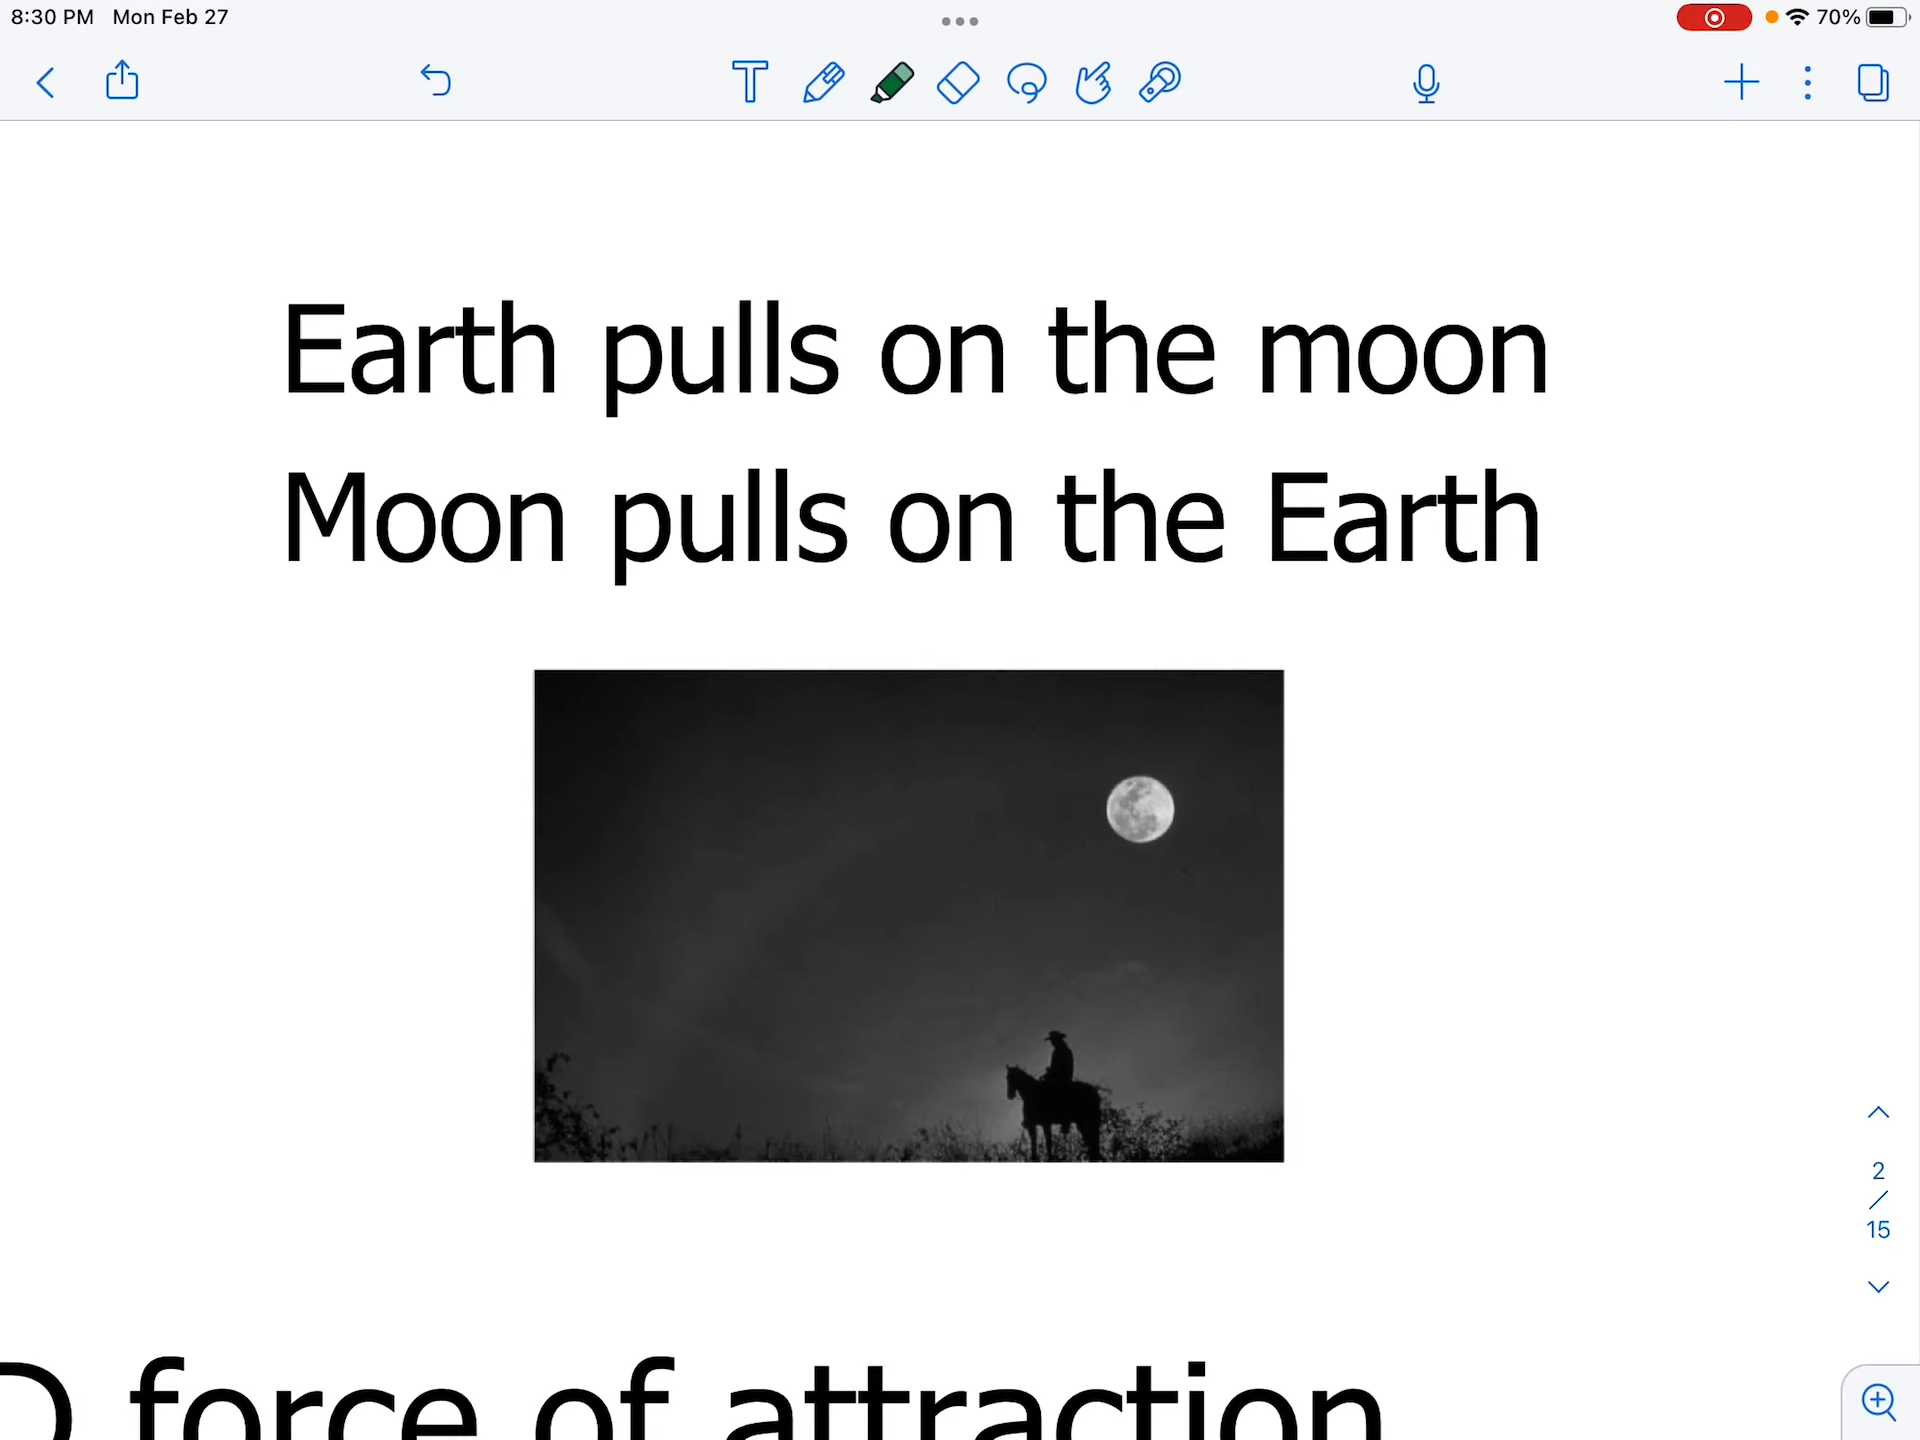 8:30 PM Mon Feb 27
70%
Earth pulls on the moon
Moon pulls on the Earth
2
/
15
force of attraction